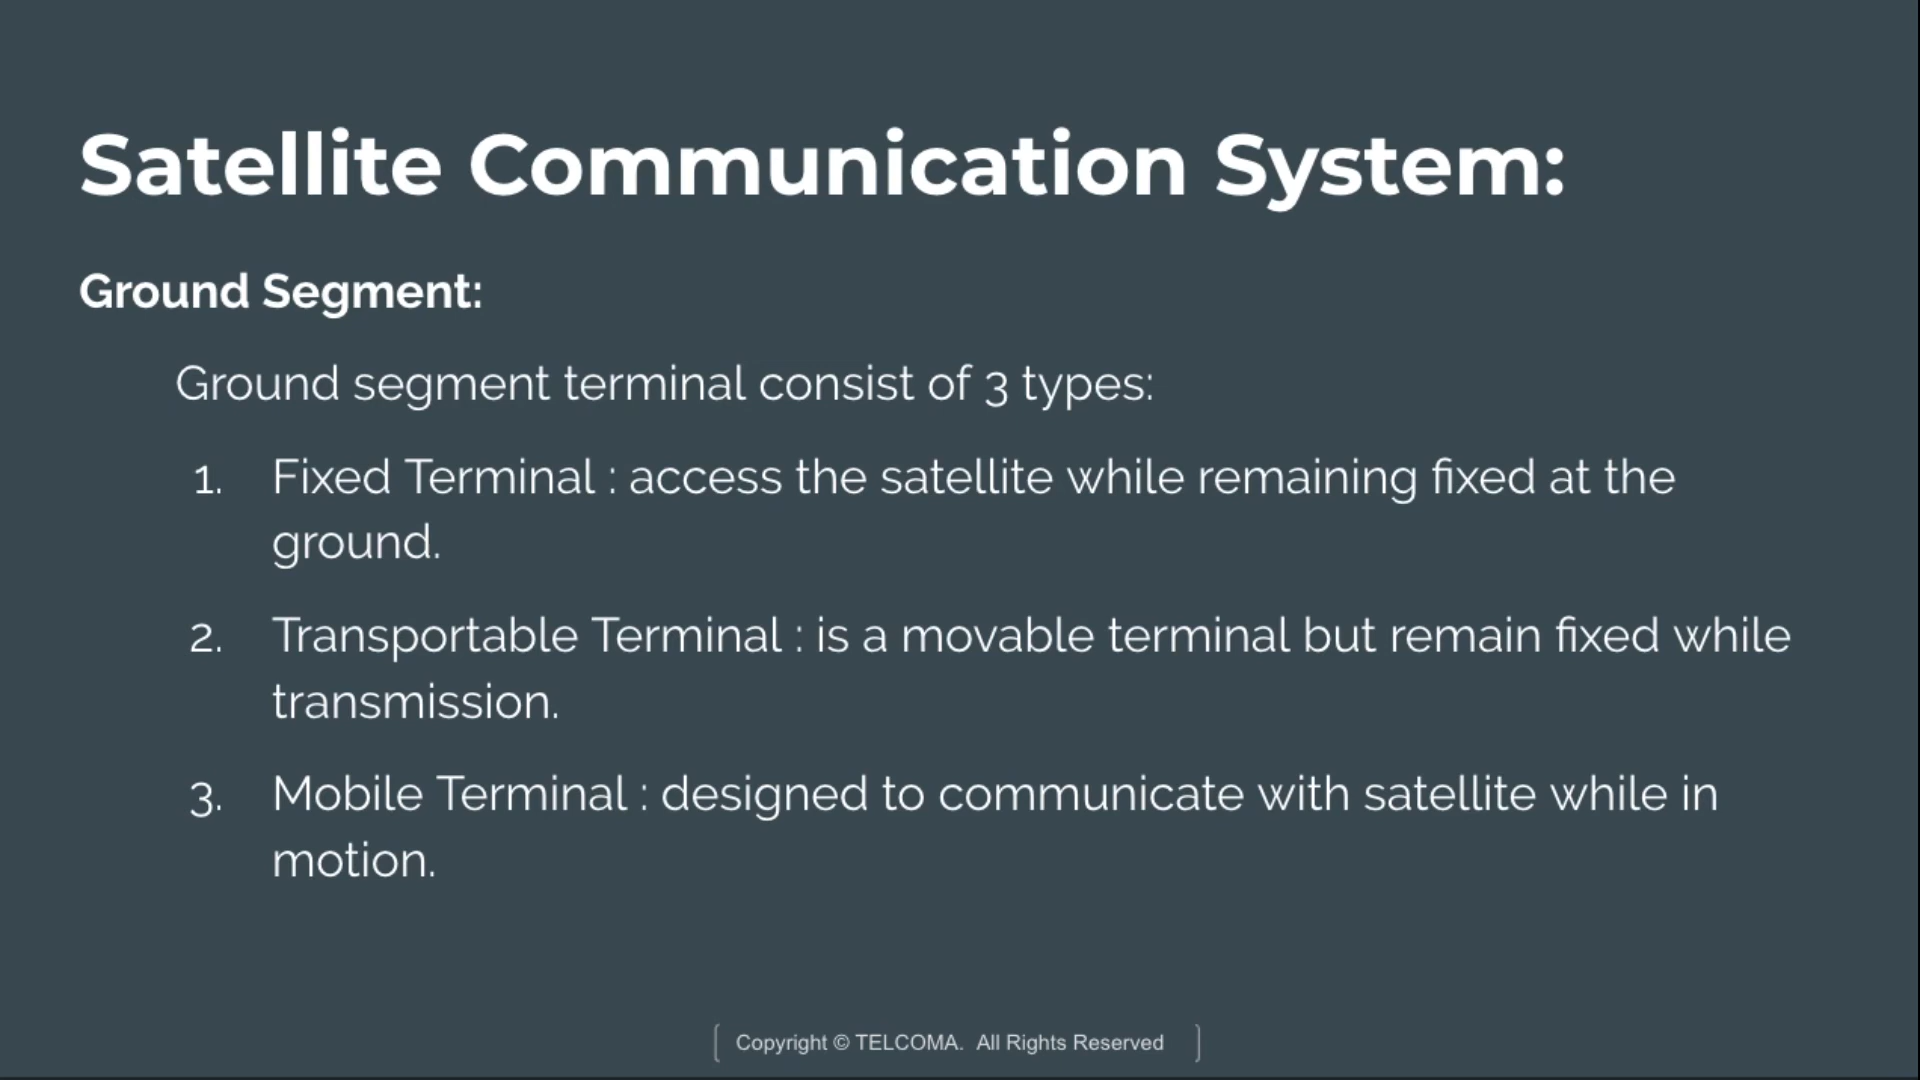 Satellite Communication System:
Ground Segment:
Ground segment terminal consist of 3 types:
1. Fixed Terminal : access the satellite while remaining fixed at the
ground.
2. Transportable Terminal : is a movable terminal but remain fixed while
transmission.
3. Mobile Terminal : designed to communicate with satellite while in
motion.
[ Copyright © TELCOMA. All Rights Reserved ]